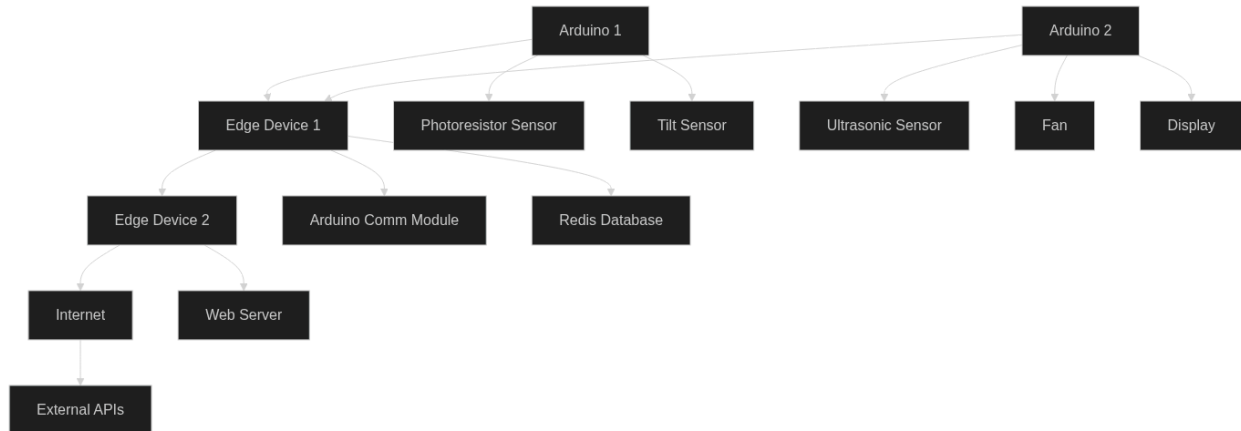 Arduino 1
Arduino 2
Edge Device 1
Photoresistor Sensor
Tilt Sensor
Ultrasonic Sensor
Fan
Display
Edge Device 2
Arduino Comm Module
Redis Database
Internet
Web Server
External APIs